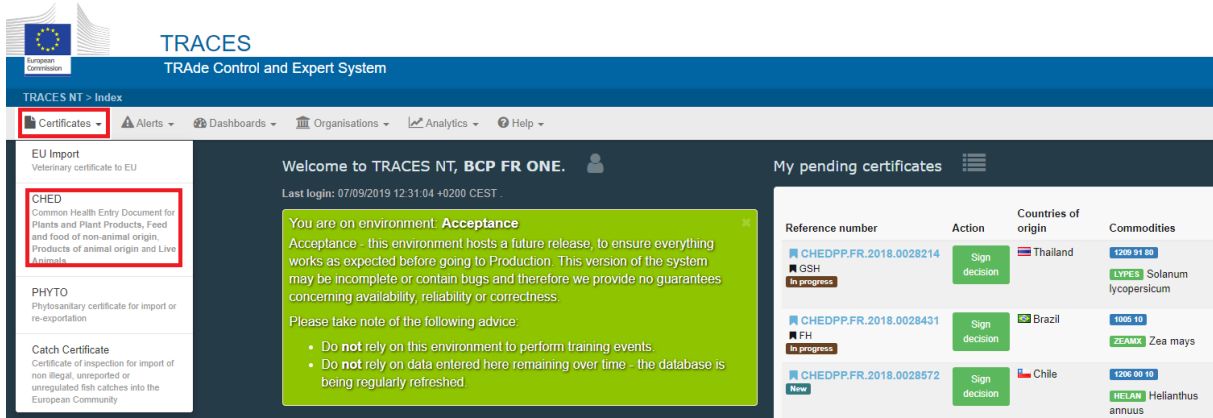 European
Commission
TRACES
TRAde Control and Expert System
TRACES NT > Index
Certificates
Alerts
Dashboards
Organisations
Analytics
Help
EU Import
Veterinary certificate to EU
CHED
Common Health Entry Document for
Plants and Plant Products, Feed
and food of non-animal origin,
Products of animal origin and Live
Animals
PHYTO
Phytosanitary certificate for import or
re-exportation
Catch Certificate
Certificate of inspection for import of
non illegal, unreported or
unregulated fish catches into the
European Community
Welcome to TRACES NT, BCP FR ONE.
Last login: 07/09/2019 12:31:04 +0200 CEST .
You are on environment: Acceptance
×
Acceptance - this environment hosts a future release, to ensure everything
works as expected before going to Production. This version of the system
may be incomplete or contain bugs and therefore we provide no guarantees
concerning availability, reliability or correctness.
Please take note of the following advice:
• Do not rely on this environment to perform training events.
• Do not rely on data entered here remaining over time - the database is
being regularly refreshed.
My pending certificates
Reference number
Action
Countries of
origin
Commodities
CHEDPP.FR.2018.0028214
GSH
In progress
Sign
decision
Thailand
1209 91 80
LYPES Solanum
lycopersicum
CHEDPP.FR.2018.0028431
FH
In progress
Sign
decision
Brazil
1005 10
ZEAMX Zea mays
CHEDPP.FR.2018.0028572
New
Sign
decision
Chile
1206 00 10
HELAN Helianthus
annuus